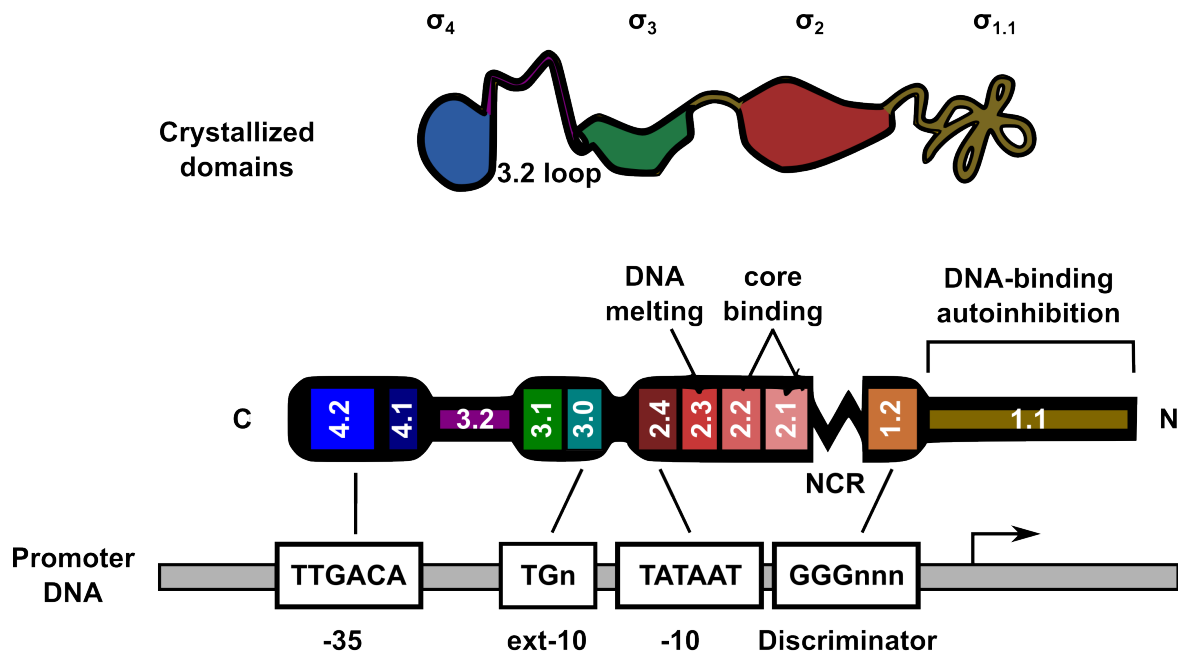 σ4 σ3 σ2 σ1.1
Crystallized
domains
3.2 loop
DNA
melting
core
binding
DNA-binding
autoinhibition
C 4.2 4.1 3.2 3.1 3.0 2.4 2.3 2.2 2.1 1.2 1.1 N
NCR
Promoter
DNA
TTGACA TGn TATAAT GGGnnn
-35 ext-10 -10 Discriminator